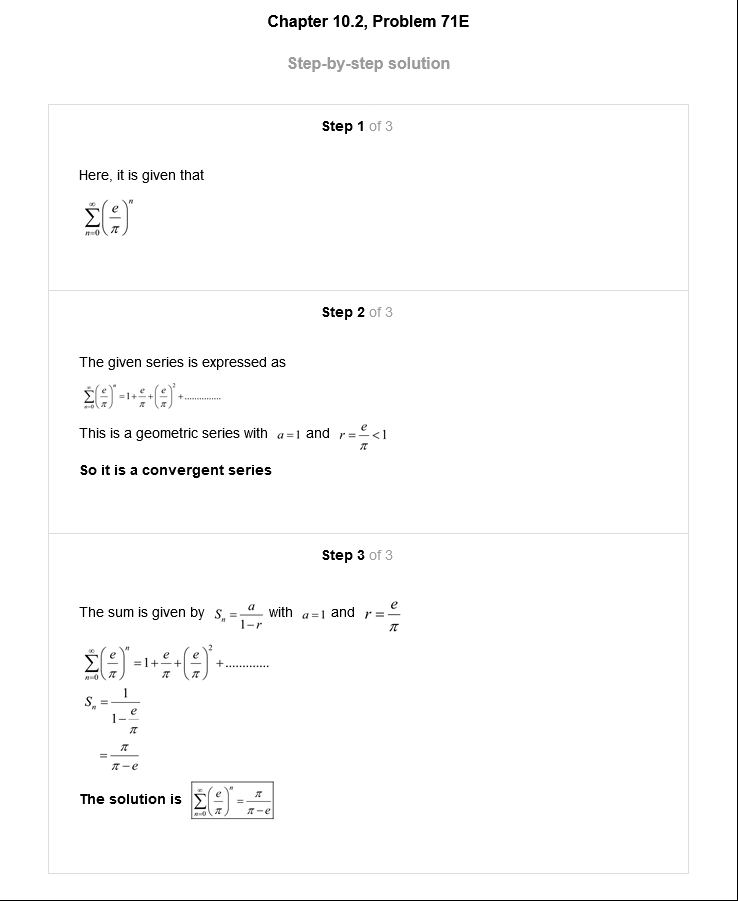 Chapter 10.2, Problem 71E
Step-by-step solution
Step 1 of 3
Here, it is given that
$\sum_{n=0}^{\infty}\left(\frac{e}{\pi}\right)^n$
Step 2 of 3
The given series is expressed as
$\sum_{n=0}^{\infty}\left(\frac{e}{\pi}\right)^n = 1+\frac{e}{\pi}+\left(\frac{e}{\pi}\right)^2+...............$
This is a geometric series with $a=1$ and $r=\frac{e}{\pi}<1$
So it is a convergent series
Step 3 of 3
The sum is given by $S_n=\frac{a}{1-r}$ with $a=1$ and $r=\frac{e}{\pi}$
$\sum_{n=0}^{\infty}\left(\frac{e}{\pi}\right)^n = 1+\frac{e}{\pi}+\left(\frac{e}{\pi}\right)^2+.............$
$S_n=\frac{1}{1-\frac{e}{\pi}}$
$=\frac{\pi}{\pi-e}$
The solution is $\sum_{n=0}^{\infty}\left(\frac{e}{\pi}\right)^n=\frac{\pi}{\pi-e}$